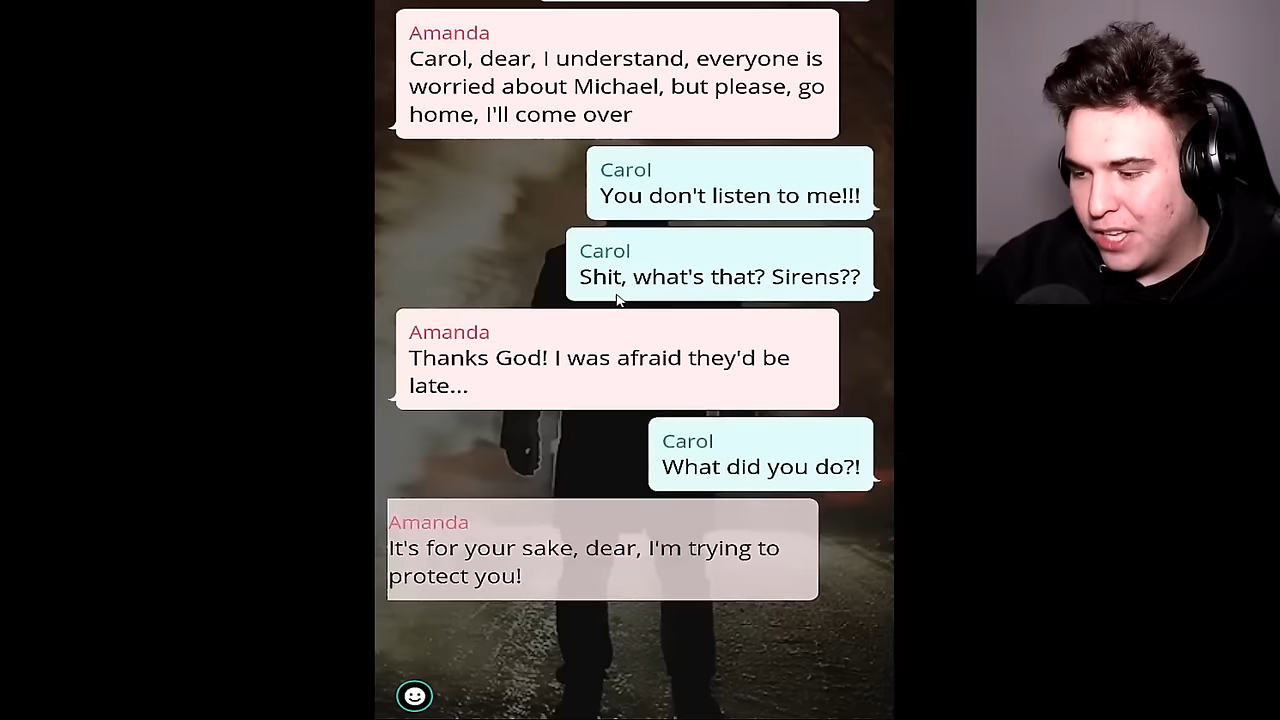 Amanda
Carol, dear, I understand, everyone is
worried about Michael, but please, go
home, I'll come over
Carol
You don't listen to me!!!
Carol
Shit, what's that? Sirens??
Amanda
Thanks God! I was afraid they'd be
late...
Carol
What did you do?!
Amanda
It's for your sake, dear, I'm trying to
protect you!